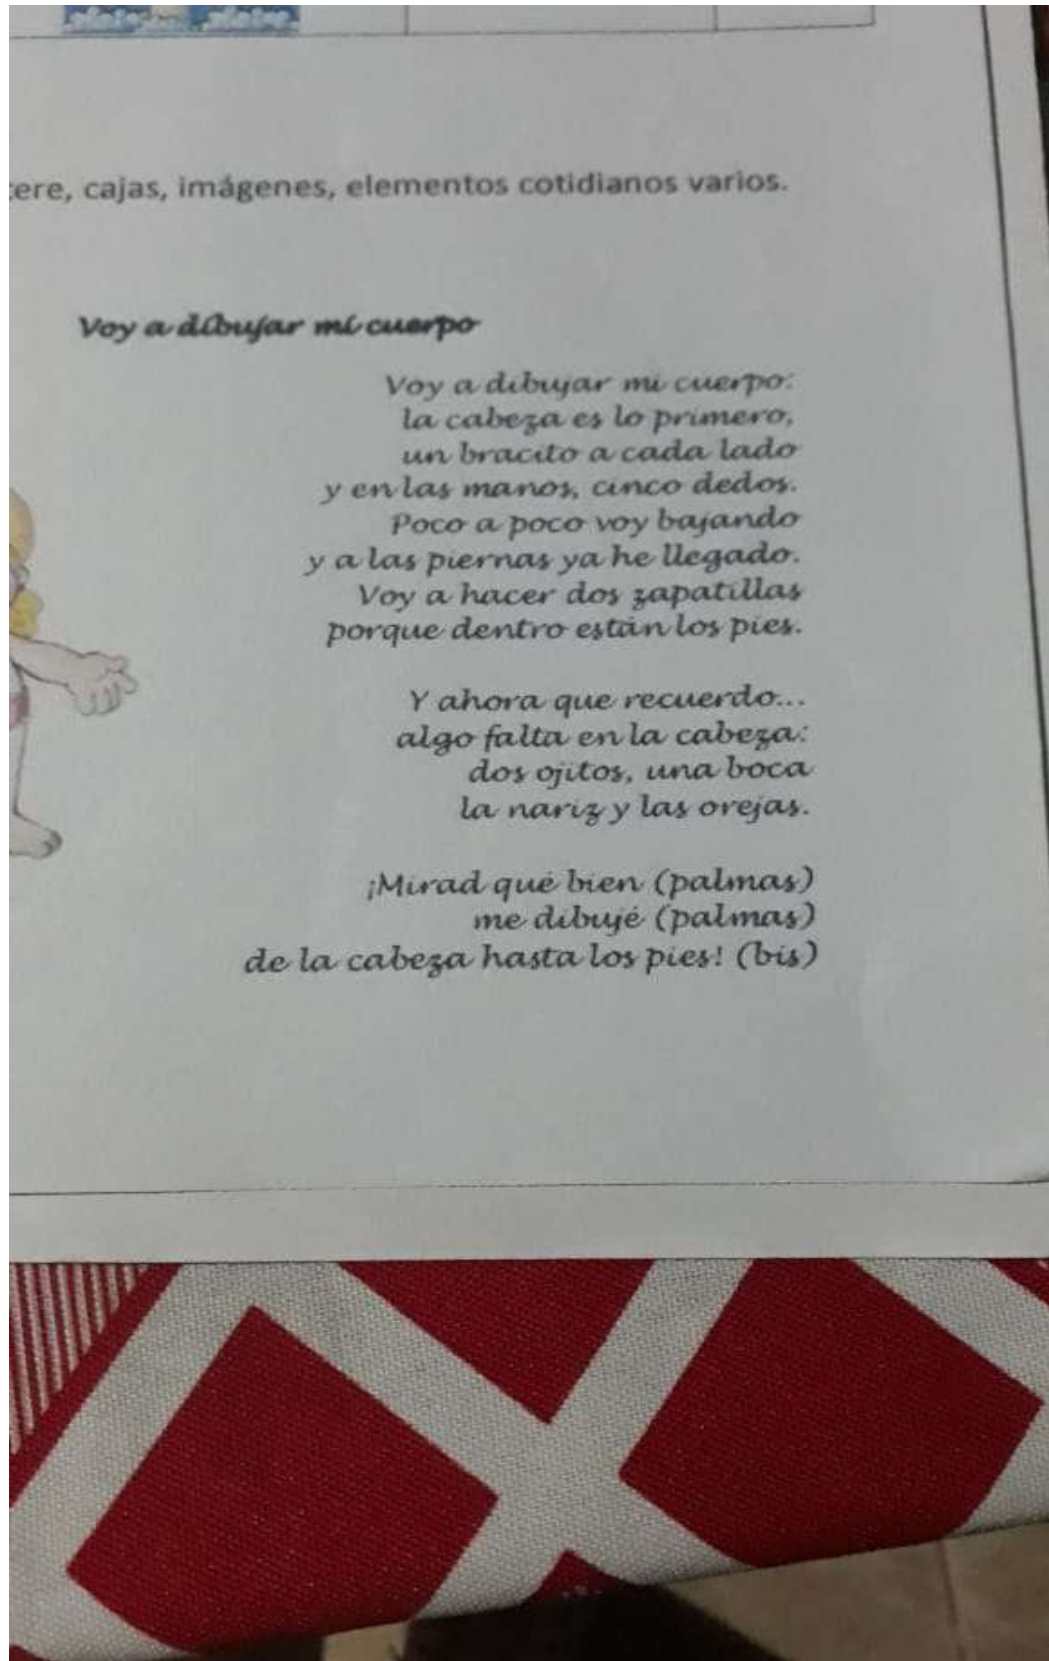 cajas, imágenes, elementos cotidianos varios.
Voy a dibujar mi cuerpo
Voy a dibujar mi cuerpo:
la cabeza es lo primero,
un bracito a cada lado
y en las manos, cinco dedos.
Poco a poco voy bajando
y a las piernas ya he llegado.
Voy a hacer dos zapatillas
porque dentro están los pies.
Y ahora que recuerdo...
algo falta en la cabeza:
dos ojitos, una boca
la nariz y las orejas.
¡Mirad qué bien (palmas)
me dibujé (palmas)
de la cabeza hasta los pies! (bis)